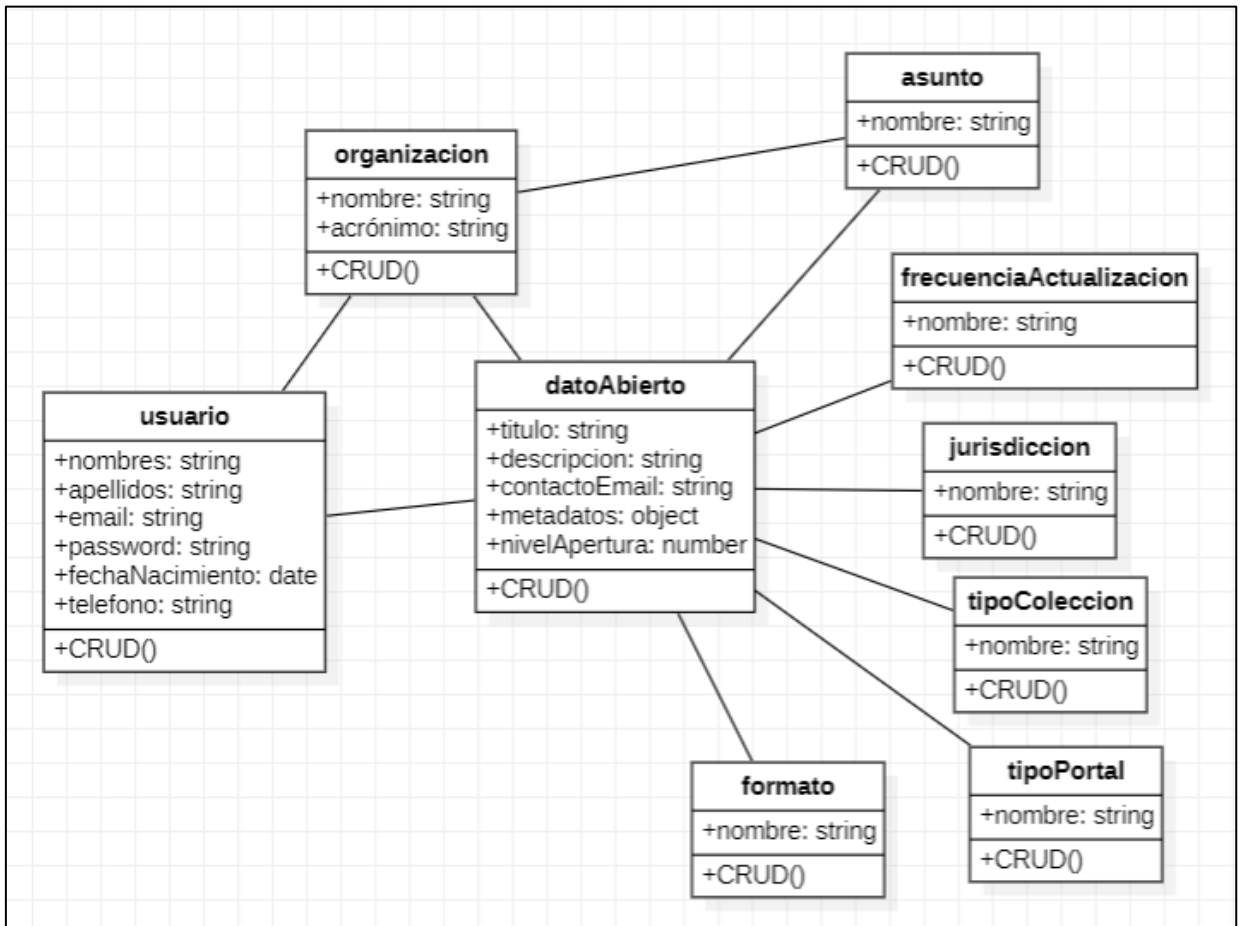 asunto
+nombre: string
+CRUD()
organizacion
+nombre: string
+acrónimo: string
+CRUD()
frecuenciaActualizacion
+nombre: string
+CRUD()
datoAbierto
+titulo: string
+descripcion: string
+contactoEmail: string
+metadatos: object
+nivelApertura: number
+CRUD()
usuario
+nombres: string
+apellidos: string
+email: string
+password: string
+fechaNacimiento: date
+telefono: string
+CRUD()
jurisdiccion
+nombre: string
+CRUD()
tipoColeccion
+nombre: string
+CRUD()
tipoPortal
+nombre: string
+CRUD()
formato
+nombre: string
+CRUD()